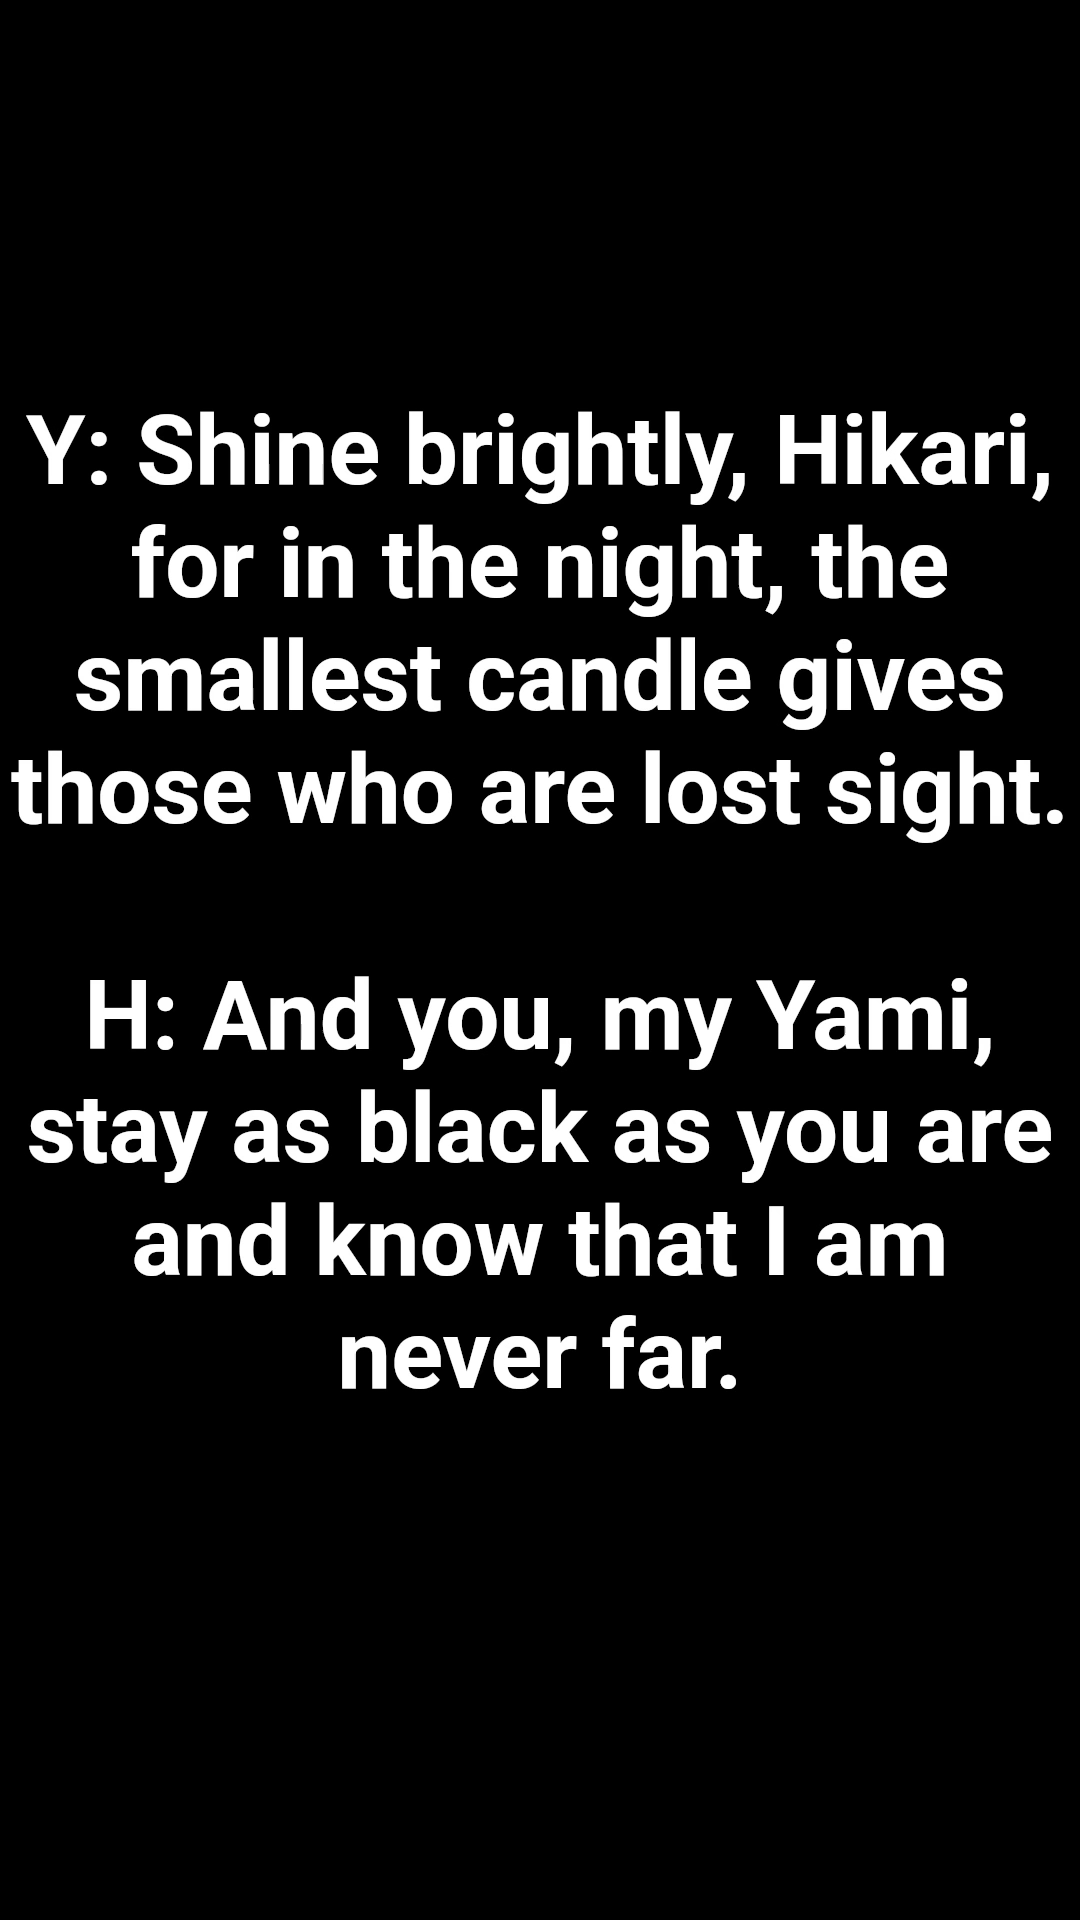 Y: Shine brightly, Hikari,
for in the night, the
smallest candle gives
those who are lost sight.
H: And you, my Yami,
stay as black as you are
and know that I am
never far.